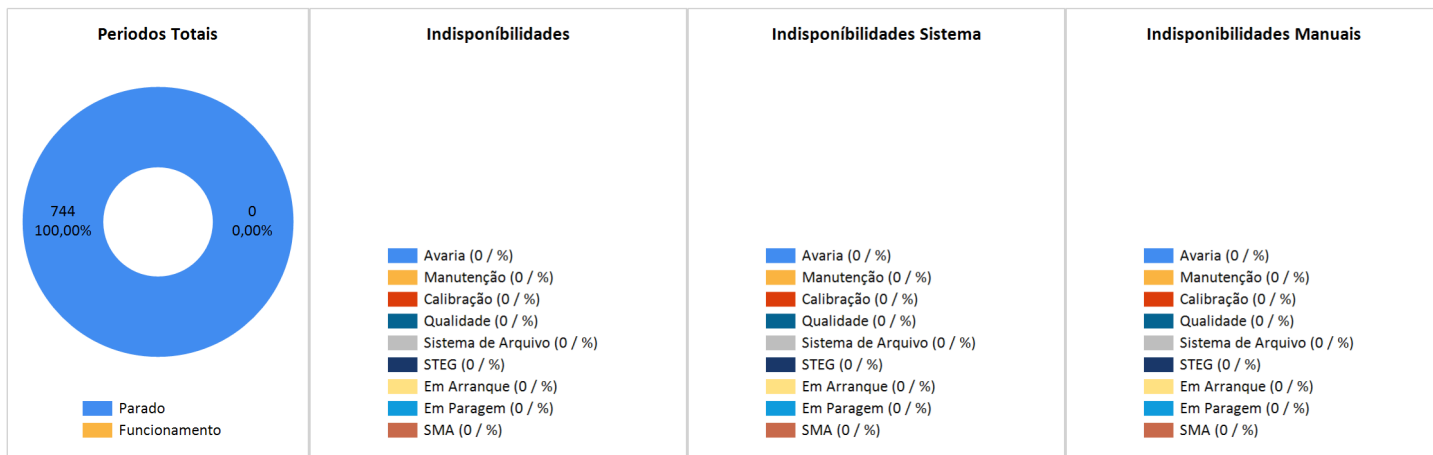 Periodos Totais
744
100,00%
0
0,00%
Parado
Funcionamento
Indisponíbilidades
Avaria (0 / %)
Manutenção (0 / %)
Calibração (0 / %)
Qualidade (0 / %)
Sistema de Arquivo (0 / %)
STEG (0 / %)
Em Arranque (0 / %)
Em Paragem (0 / %)
SMA (0 / %)
Indisponíbilidades Sistema
Avaria (0 / %)
Manutenção (0 / %)
Calibração (0 / %)
Qualidade (0 / %)
Sistema de Arquivo (0 / %)
STEG (0 / %)
Em Arranque (0 / %)
Em Paragem (0 / %)
SMA (0 / %)
Indisponibilidades Manuais
Avaria (0 / %)
Manutenção (0 / %)
Calibração (0 / %)
Qualidade (0 / %)
Sistema de Arquivo (0 / %)
STEG (0 / %)
Em Arranque (0 / %)
Em Paragem (0 / %)
SMA (0 / %)